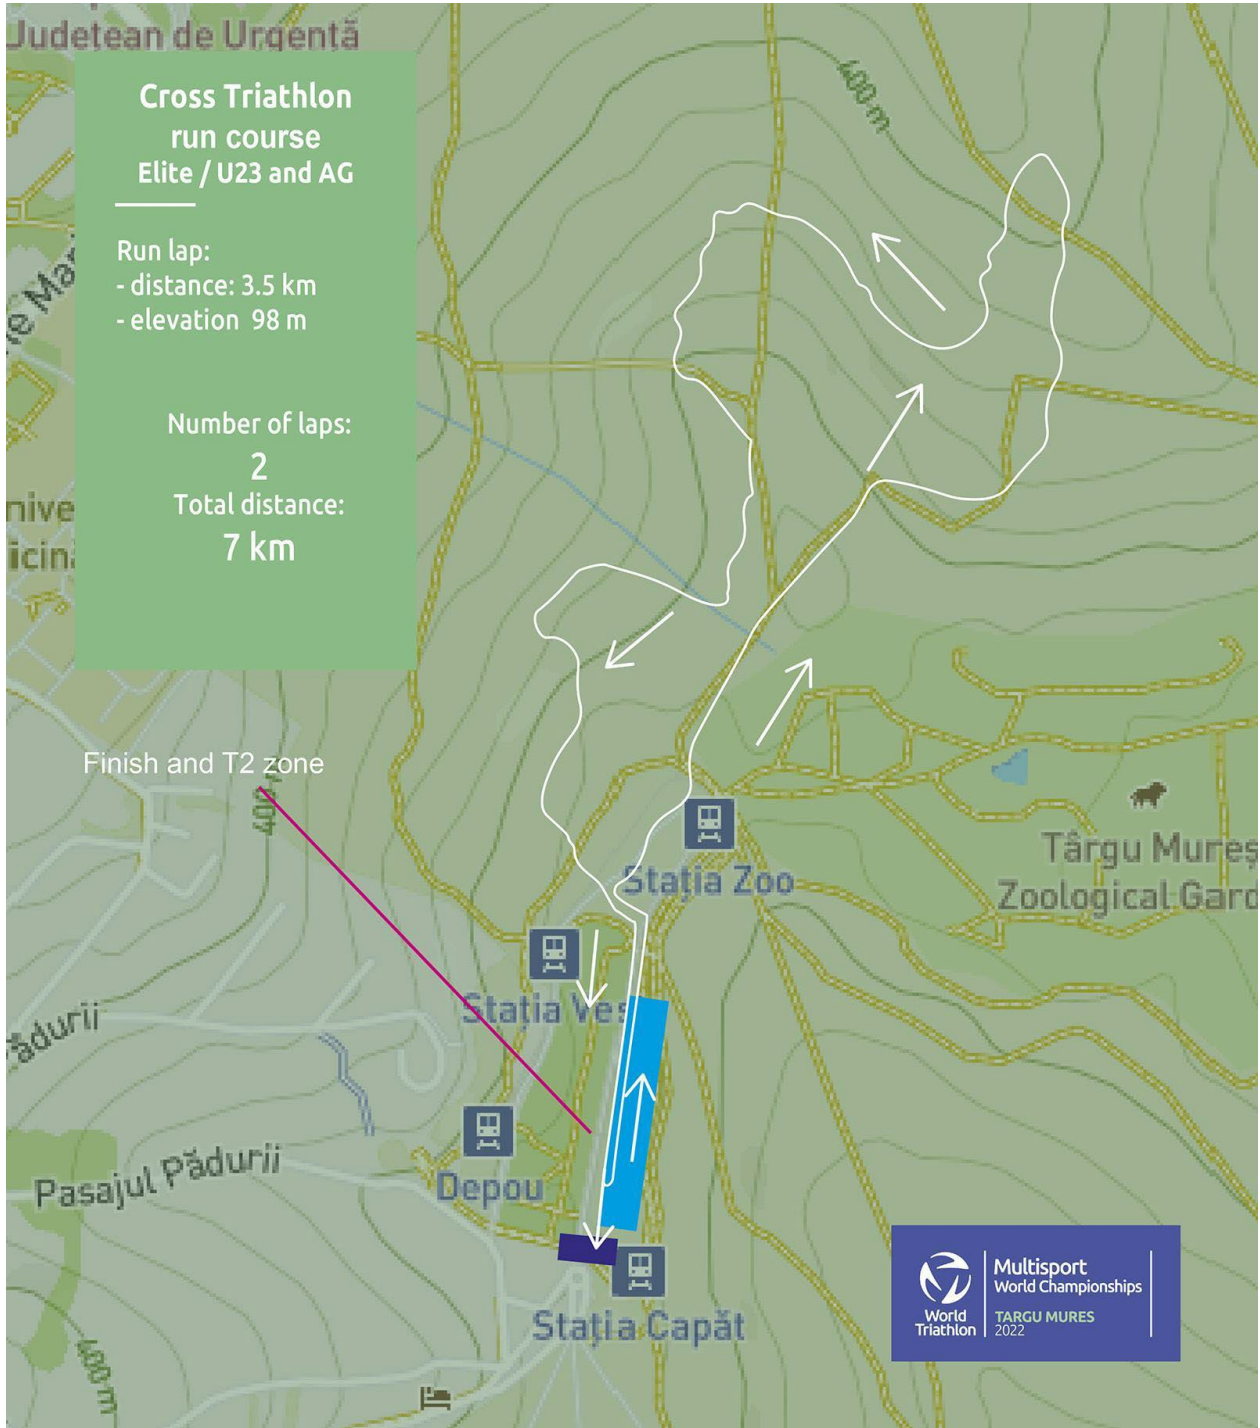 Județean de Urgență
Cross Triathlon
run course
Elite / U23 and AG
Run lap:
- distance: 3.5 km
- elevation 98 m
Number of laps:
2
Total distance:
7 km
400 m
Finish and T2 zone
400 m
Stația Zoo
Târgu Mureș
Zoological Gard
Stația Ves
Pădurii
Pasajul Pădurii
Depou
Stația Capăt
400 m
World
Triathlon
Multisport
World Championships
TARGU MURES
2022